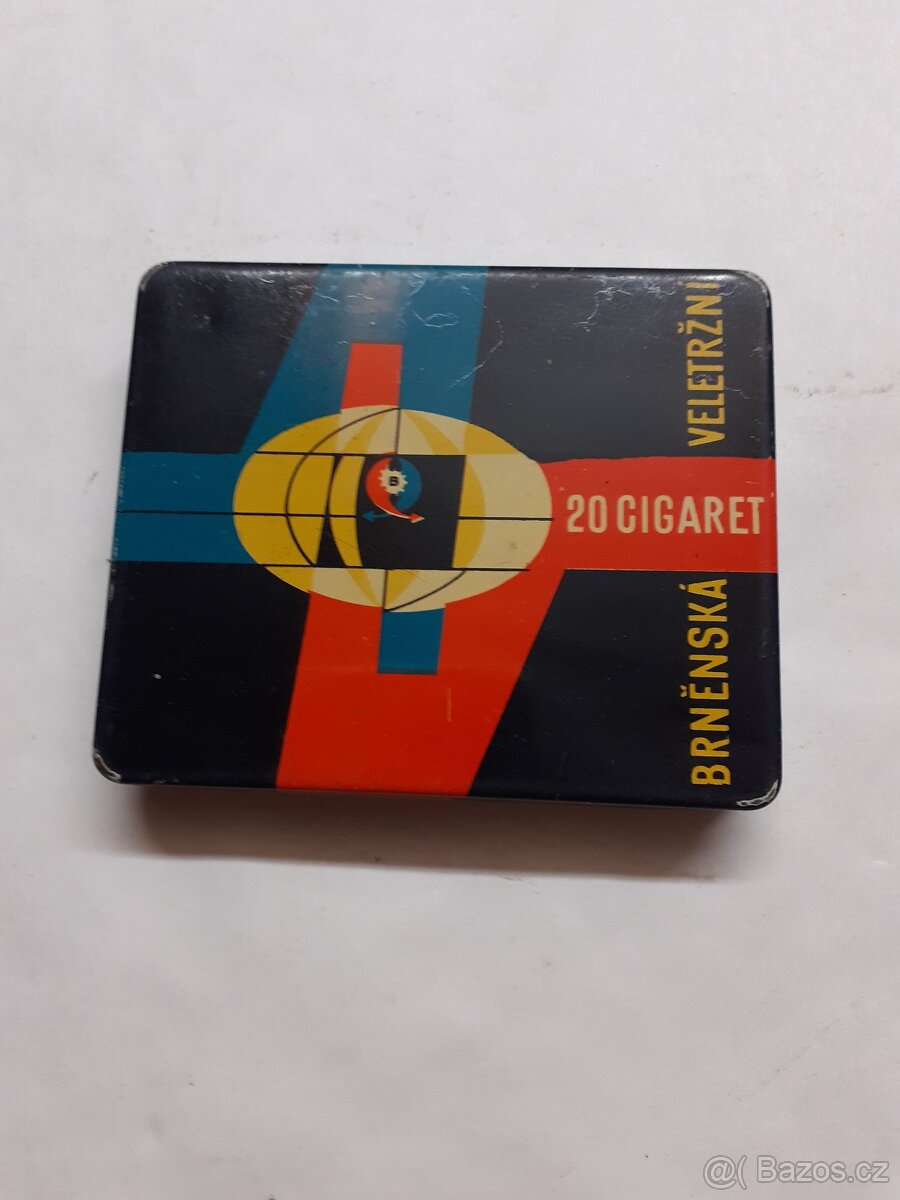 BRNĚNSKÁ VELETRŽNÍ
20 CIGARET
B
@( Bazos.cz